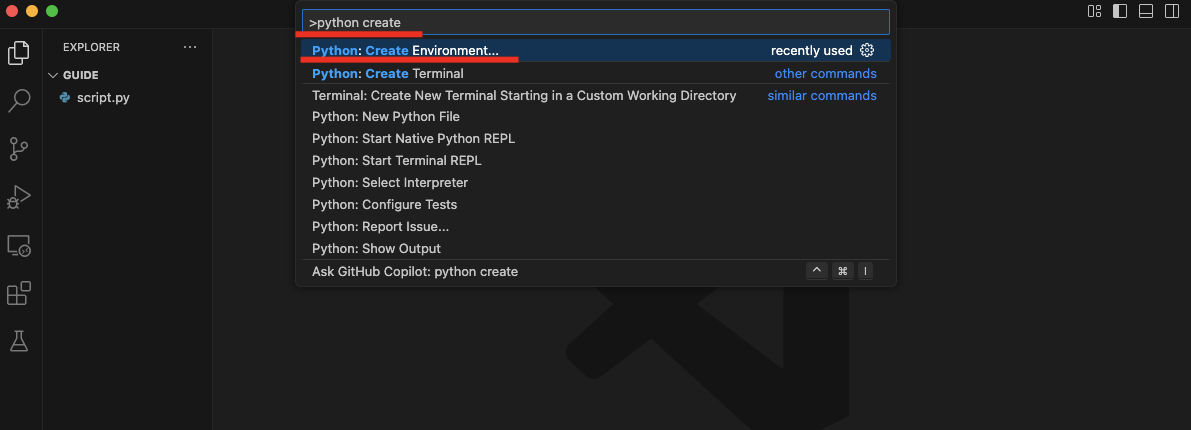 >python create
EXPLORER ...
GUIDE
script.py
Python: Create Environment... recently used
Python: Create Terminal other commands
Terminal: Create New Terminal Starting in a Custom Working Directory similar commands
Python: New Python File
Python: Start Native Python REPL
Python: Start Terminal REPL
Python: Select Interpreter
Python: Configure Tests
Python: Report Issue...
Python: Show Output
Ask GitHub Copilot: python create ^ ⌘ I